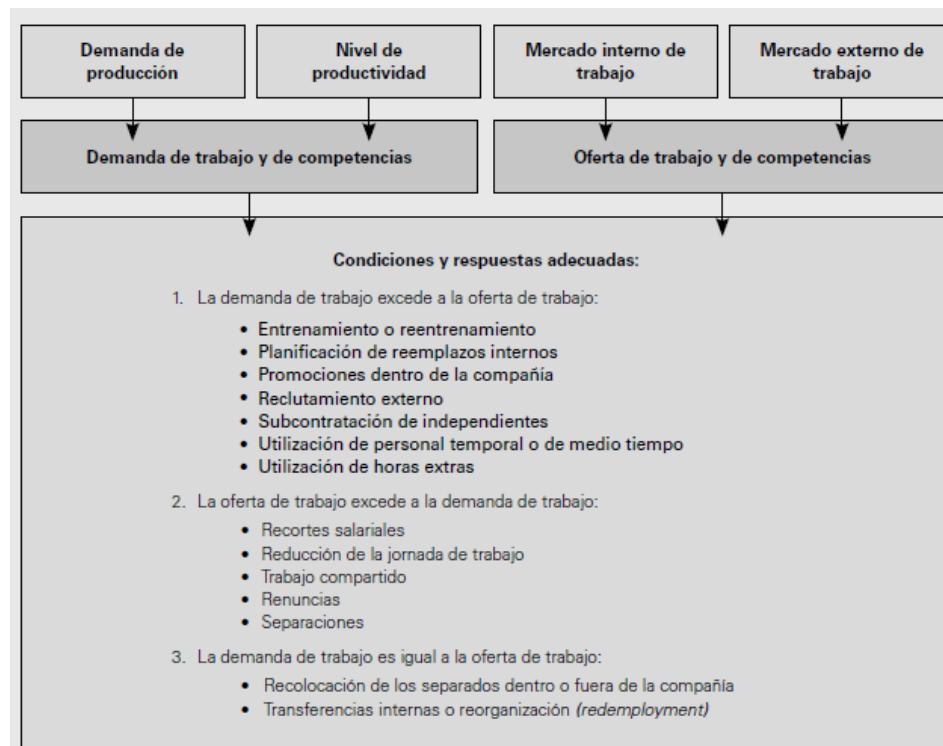 Demanda de
producción
Nivel de
productividad
Mercado interno de
trabajo
Mercado externo de
trabajo
Demanda de trabajo y de competencias
Oferta de trabajo y de competencias
Condiciones y respuestas adecuadas:
1. La demanda de trabajo excede a la oferta de trabajo:
• Entrenamiento o reentrenamiento
• Planificación de reemplazos internos
• Promociones dentro de la compañía
• Reclutamiento externo
• Subcontratación de independientes
• Utilización de personal temporal o de medio tiempo
• Utilización de horas extras
2. La oferta de trabajo excede a la demanda de trabajo:
• Recortes salariales
• Reducción de la jornada de trabajo
• Trabajo compartido
• Renuncias
• Separaciones
3. La demanda de trabajo es igual a la oferta de trabajo:
• Recolocación de los separados dentro o fuera de la compañía
• Transferencias internas o reorganización (redemployment)